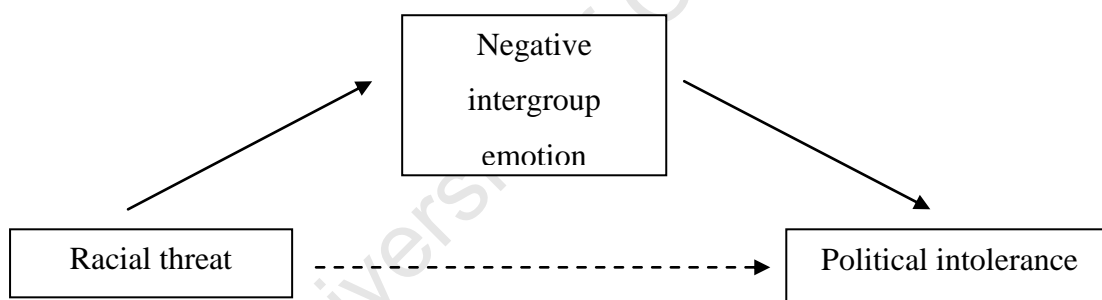 Negative
intergroup
emotion
Racial threat
Political intolerance